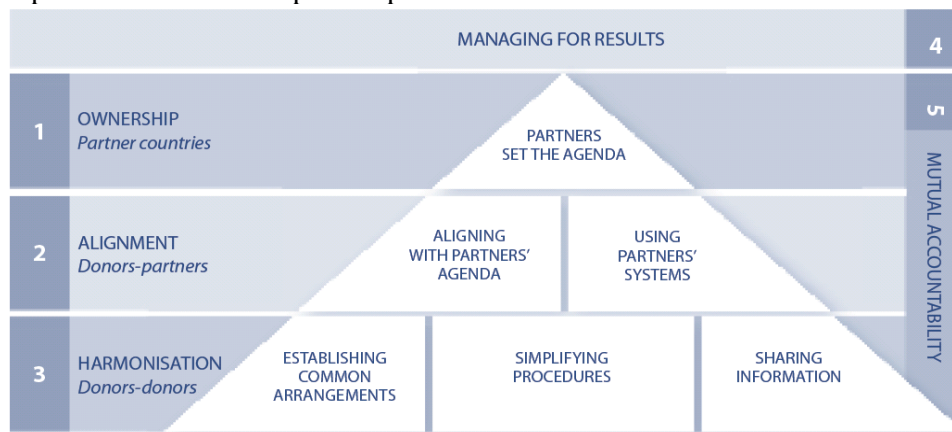 MANAGING FOR RESULTS
4
1
OWNERSHIP
Partner countries
PARTNERS
SET THE AGENDA
5
MUTUAL ACCOUNTABILITY
2
ALIGNMENT
Donors-partners
ALIGNING
WITH PARTNERS'
AGENDA
USING
PARTNERS'
SYSTEMS
3
HARMONISATION
Donors-donors
ESTABLISHING
COMMON
ARRANGEMENTS
SIMPLIFYING
PROCEDURES
SHARING
INFORMATION